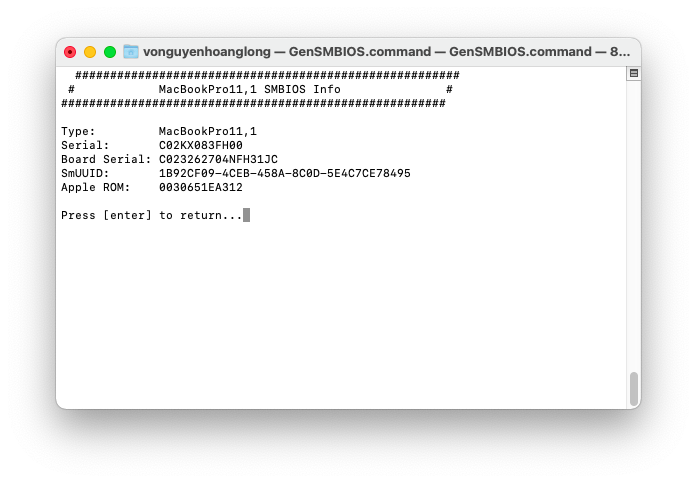 vonguyenhoanglong — GenSMBIOS.command — GenSMBIOS.command — 8...
#######################################################
# MacBookPro11,1 SMBIOS Info #
#######################################################
Type: MacBookPro11,1
Serial: C02KX083FH00
Board Serial: C023262704NFH31JC
SmUUID: 1B92CF09-4CEB-458A-8C0D-5E4C7CE78495
Apple ROM: 0030651EA312
Press [enter] to return...